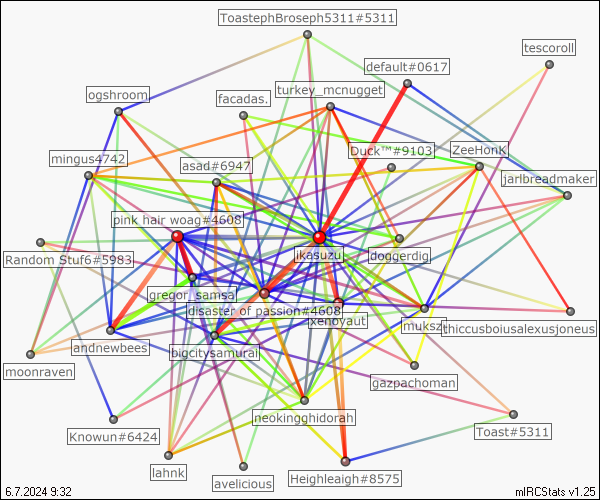 ToastephBroseph5311#5311
tescoroll
default#0617
turkey_mcnugget
ogshroom
facadas.
Duck™#9103
ZeeHonK
mingus4742
asad#6947
jarlbreadmaker
pink hair woag#4608
ikasuzu
doggerdig
Random Stuf6#5983
gregor_samsa
disaster of passion#4608
xenoyaut
mukszi
thiccusboiusalexusjoneus
andnewbees
bigcitysamurai
moonraven
gazpachoman
neokingghidorah
Knowun#6424
Toast#5311
lahnk
avelicious
Heighleaigh#8575
6.7.2024 9:32
mIRCStats v1.25